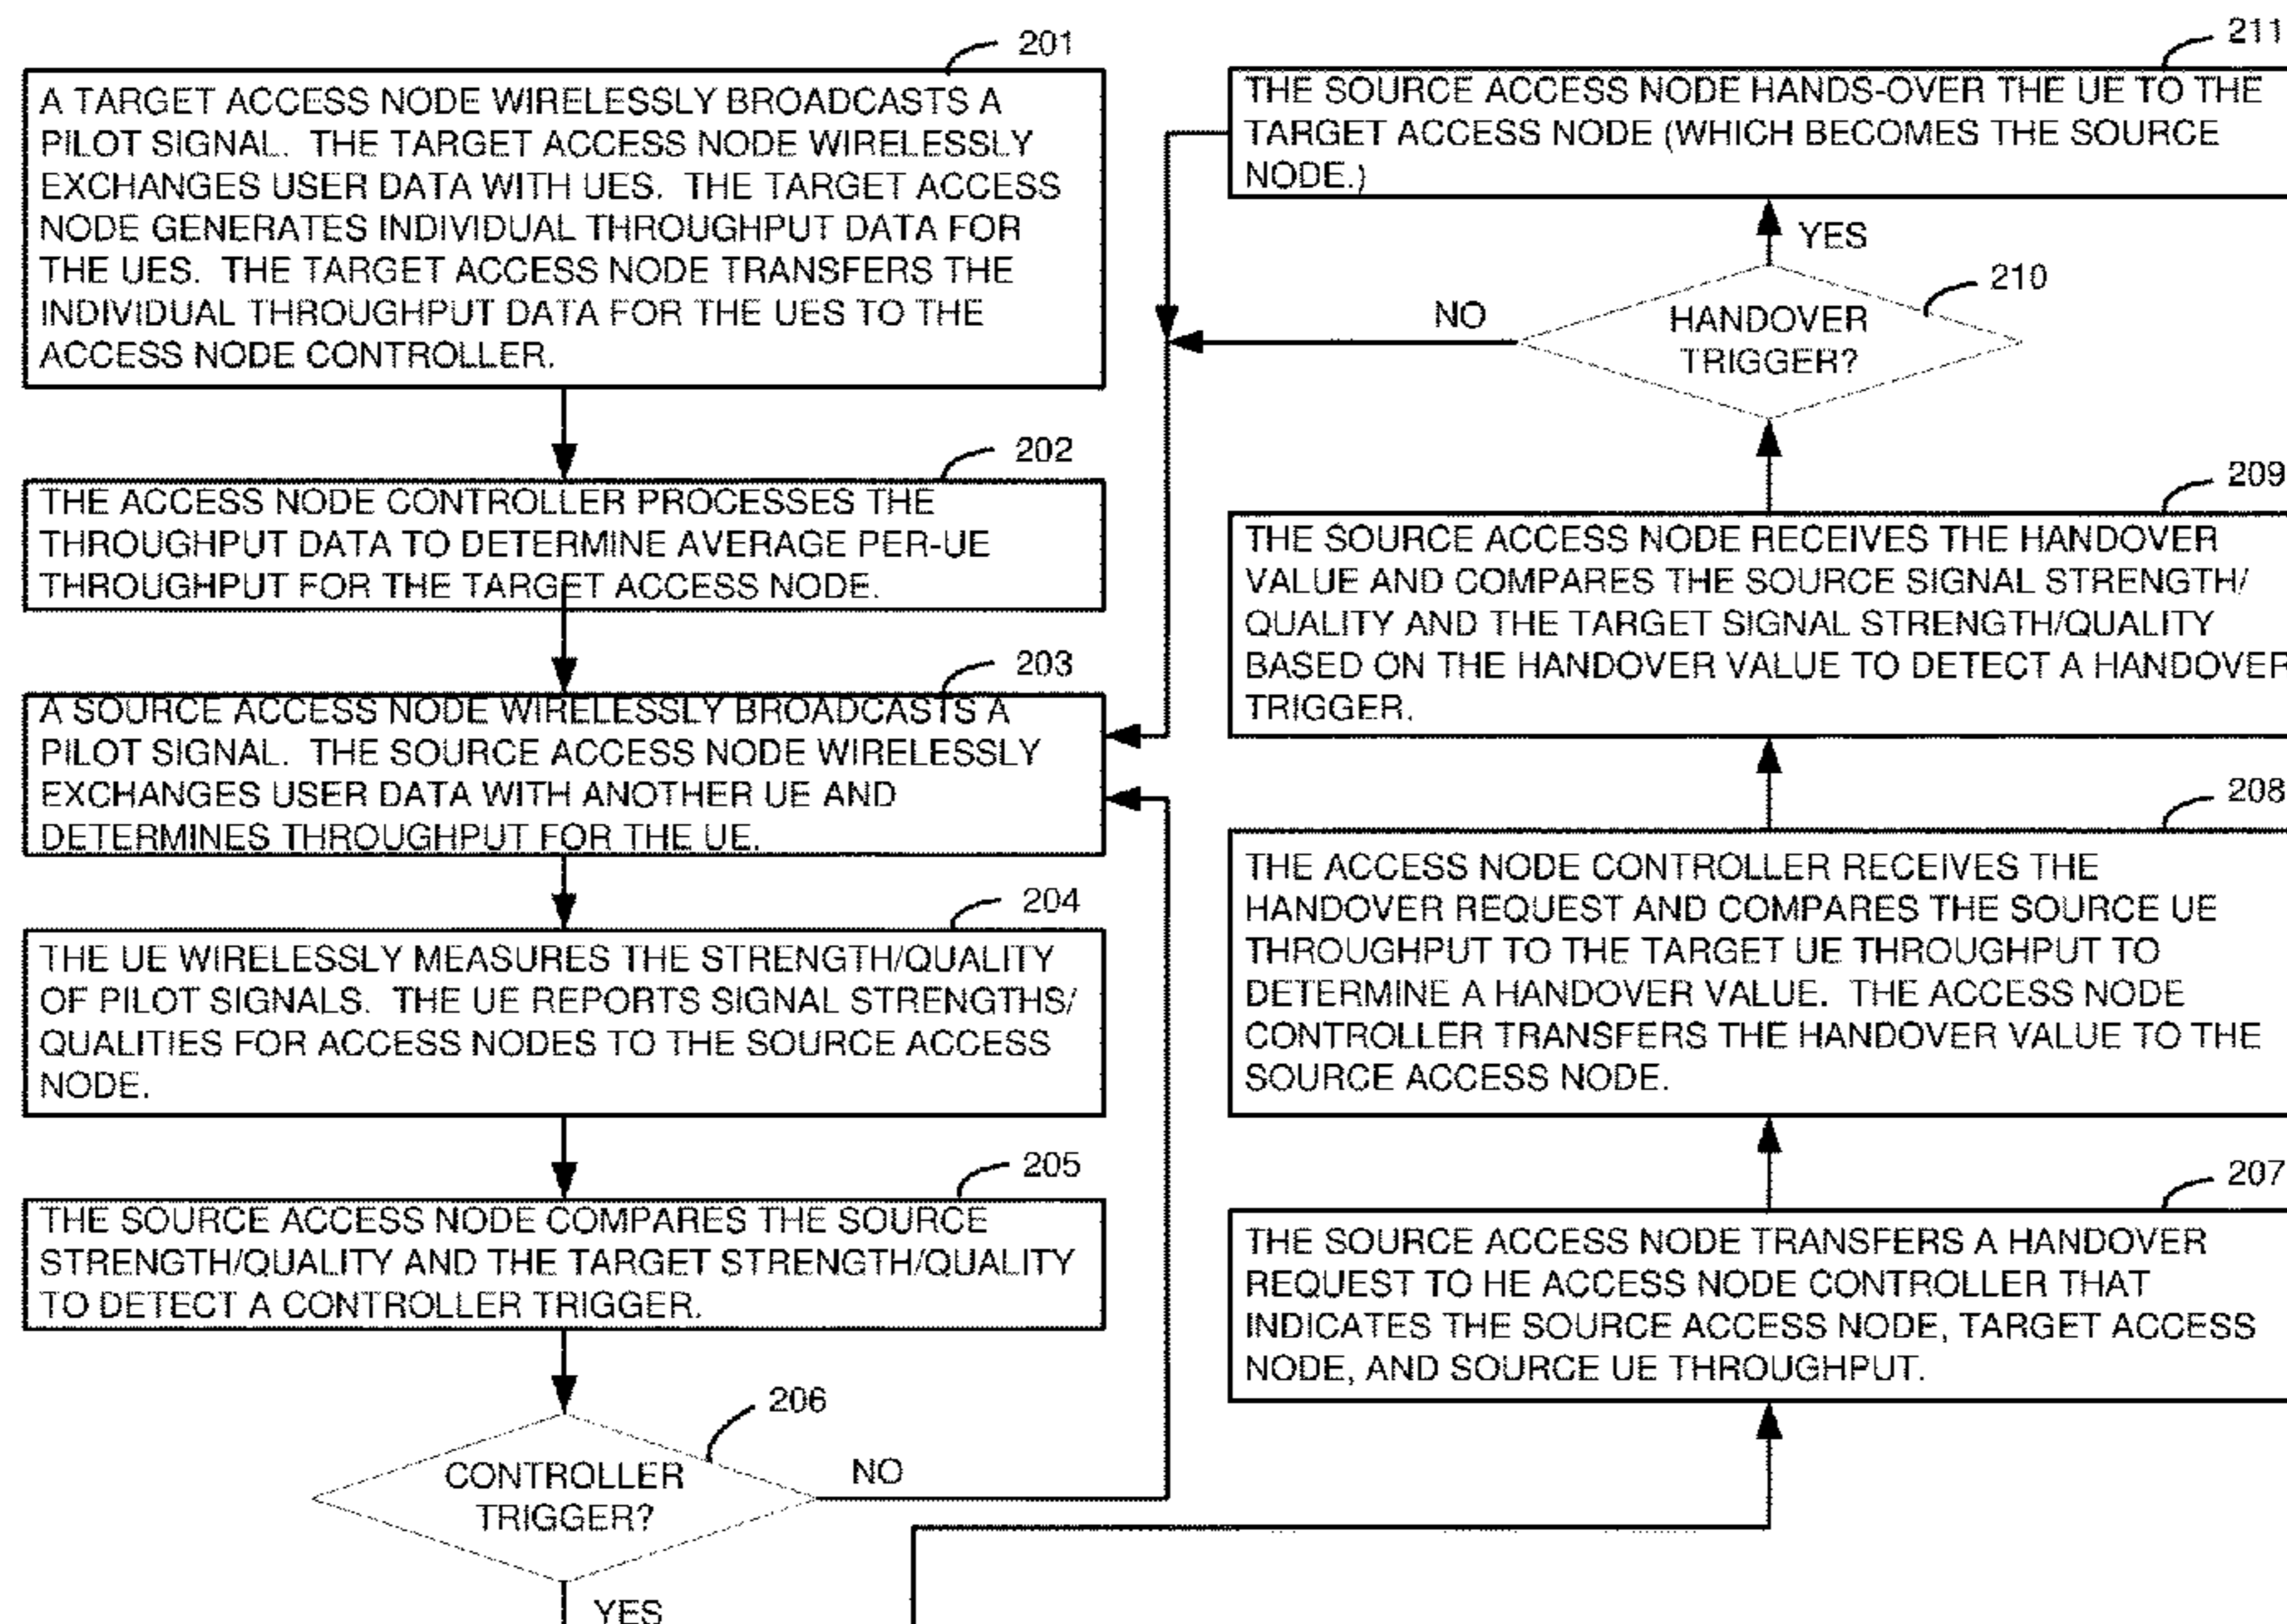 201
A TARGET ACCESS NODE WIRELESSLY BROADCASTS A
PILOT SIGNAL. THE TARGET ACCESS NODE WIRELESSLY
EXCHANGES USER DATA WITH UES. THE TARGET ACCESS
NODE GENERATES INDIVIDUAL THROUGHPUT DATA FOR
THE UES. THE TARGET ACCESS NODE TRANSFERS THE
INDIVIDUAL THROUGHPUT DATA FOR THE UES TO THE
ACCESS NODE CONTROLLER.
202
THE ACCESS NODE CONTROLLER PROCESSES THE
THROUGHPUT DATA TO DETERMINE AVERAGE PER-UE
THROUGHPUT FOR THE TARGET ACCESS NODE.
203
A SOURCE ACCESS NODE WIRELESSLY BROADCASTS A
PILOT SIGNAL. THE SOURCE ACCESS NODE WIRELESSLY
EXCHANGES USER DATA WITH ANOTHER UE AND
DETERMINES THROUGHPUT FOR THE UE.
204
THE UE WIRELESSLY MEASURES THE STRENGTH/QUALITY
OF PILOT SIGNALS. THE UE REPORTS SIGNAL STRENGTHS/
QUALITIES FOR ACCESS NODES TO THE SOURCE ACCESS
NODE.
205
THE SOURCE ACCESS NODE COMPARES THE SOURCE
STRENGTH/QUALITY AND THE TARGET STRENGTH/QUALITY
TO DETECT A CONTROLLER TRIGGER.
206
CONTROLLER
TRIGGER?
NO
YES
211
THE SOURCE ACCESS NODE HANDS-OVER THE UE TO THE
TARGET ACCESS NODE (WHICH BECOMES THE SOURCE
NODE.)
YES
210
HANDOVER
TRIGGER?
NO
209
THE SOURCE ACCESS NODE RECEIVES THE HANDOVER
VALUE AND COMPARES THE SOURCE SIGNAL STRENGTH/
QUALITY AND THE TARGET SIGNAL STRENGTH/QUALITY
BASED ON THE HANDOVER VALUE TO DETECT A HANDOVER
TRIGGER.
208
THE ACCESS NODE CONTROLLER RECEIVES THE
HANDOVER REQUEST AND COMPARES THE SOURCE UE
THROUGHPUT TO THE TARGET UE THROUGHPUT TO
DETERMINE A HANDOVER VALUE. THE ACCESS NODE
CONTROLLER TRANSFERS THE HANDOVER VALUE TO THE
SOURCE ACCESS NODE.
207
THE SOURCE ACCESS NODE TRANSFERS A HANDOVER
REQUEST TO HE ACCESS NODE CONTROLLER THAT
INDICATES THE SOURCE ACCESS NODE, TARGET ACCESS
NODE, AND SOURCE UE THROUGHPUT.